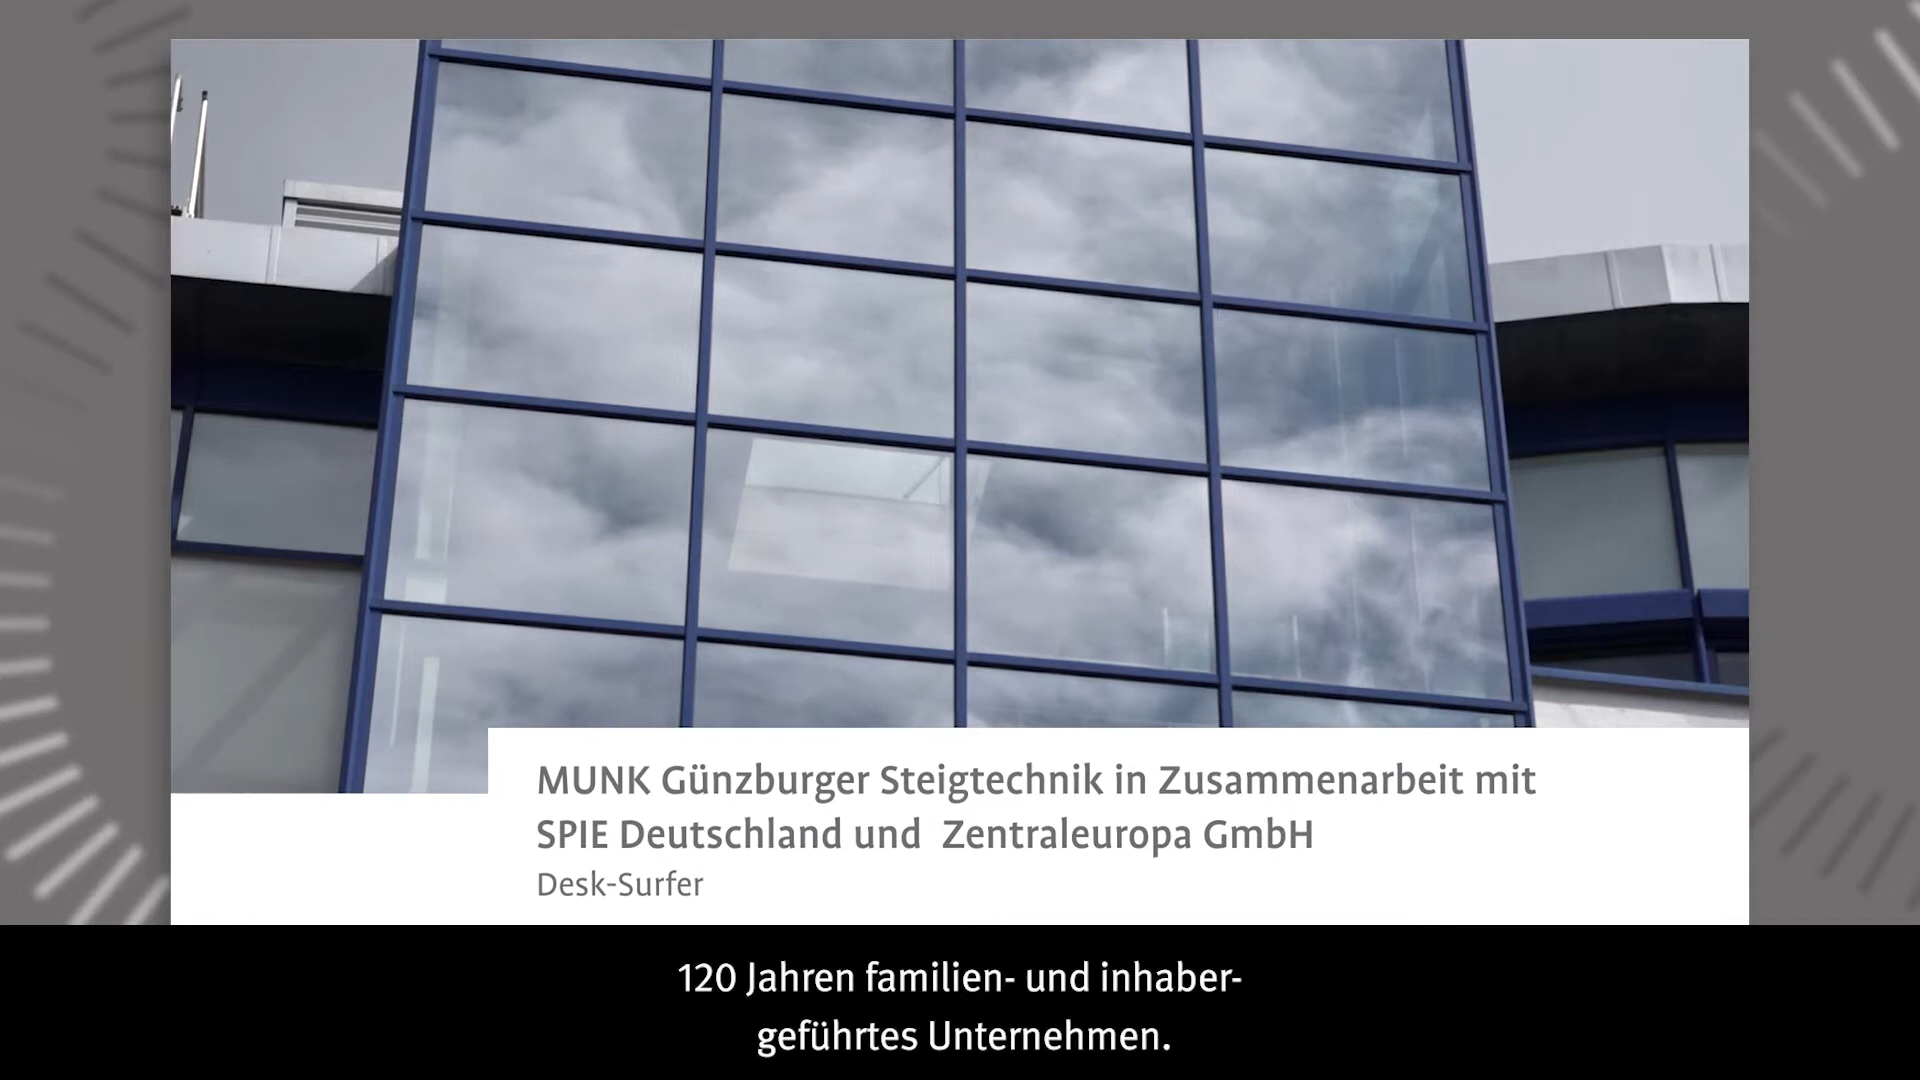 MUNK Günzburger Steigtechnik in Zusammenarbeit mit
SPIE Deutschland und  Zentraleuropa GmbH
Desk-Surfer
120 Jahren familien- und inhaber-
geführtes Unternehmen.